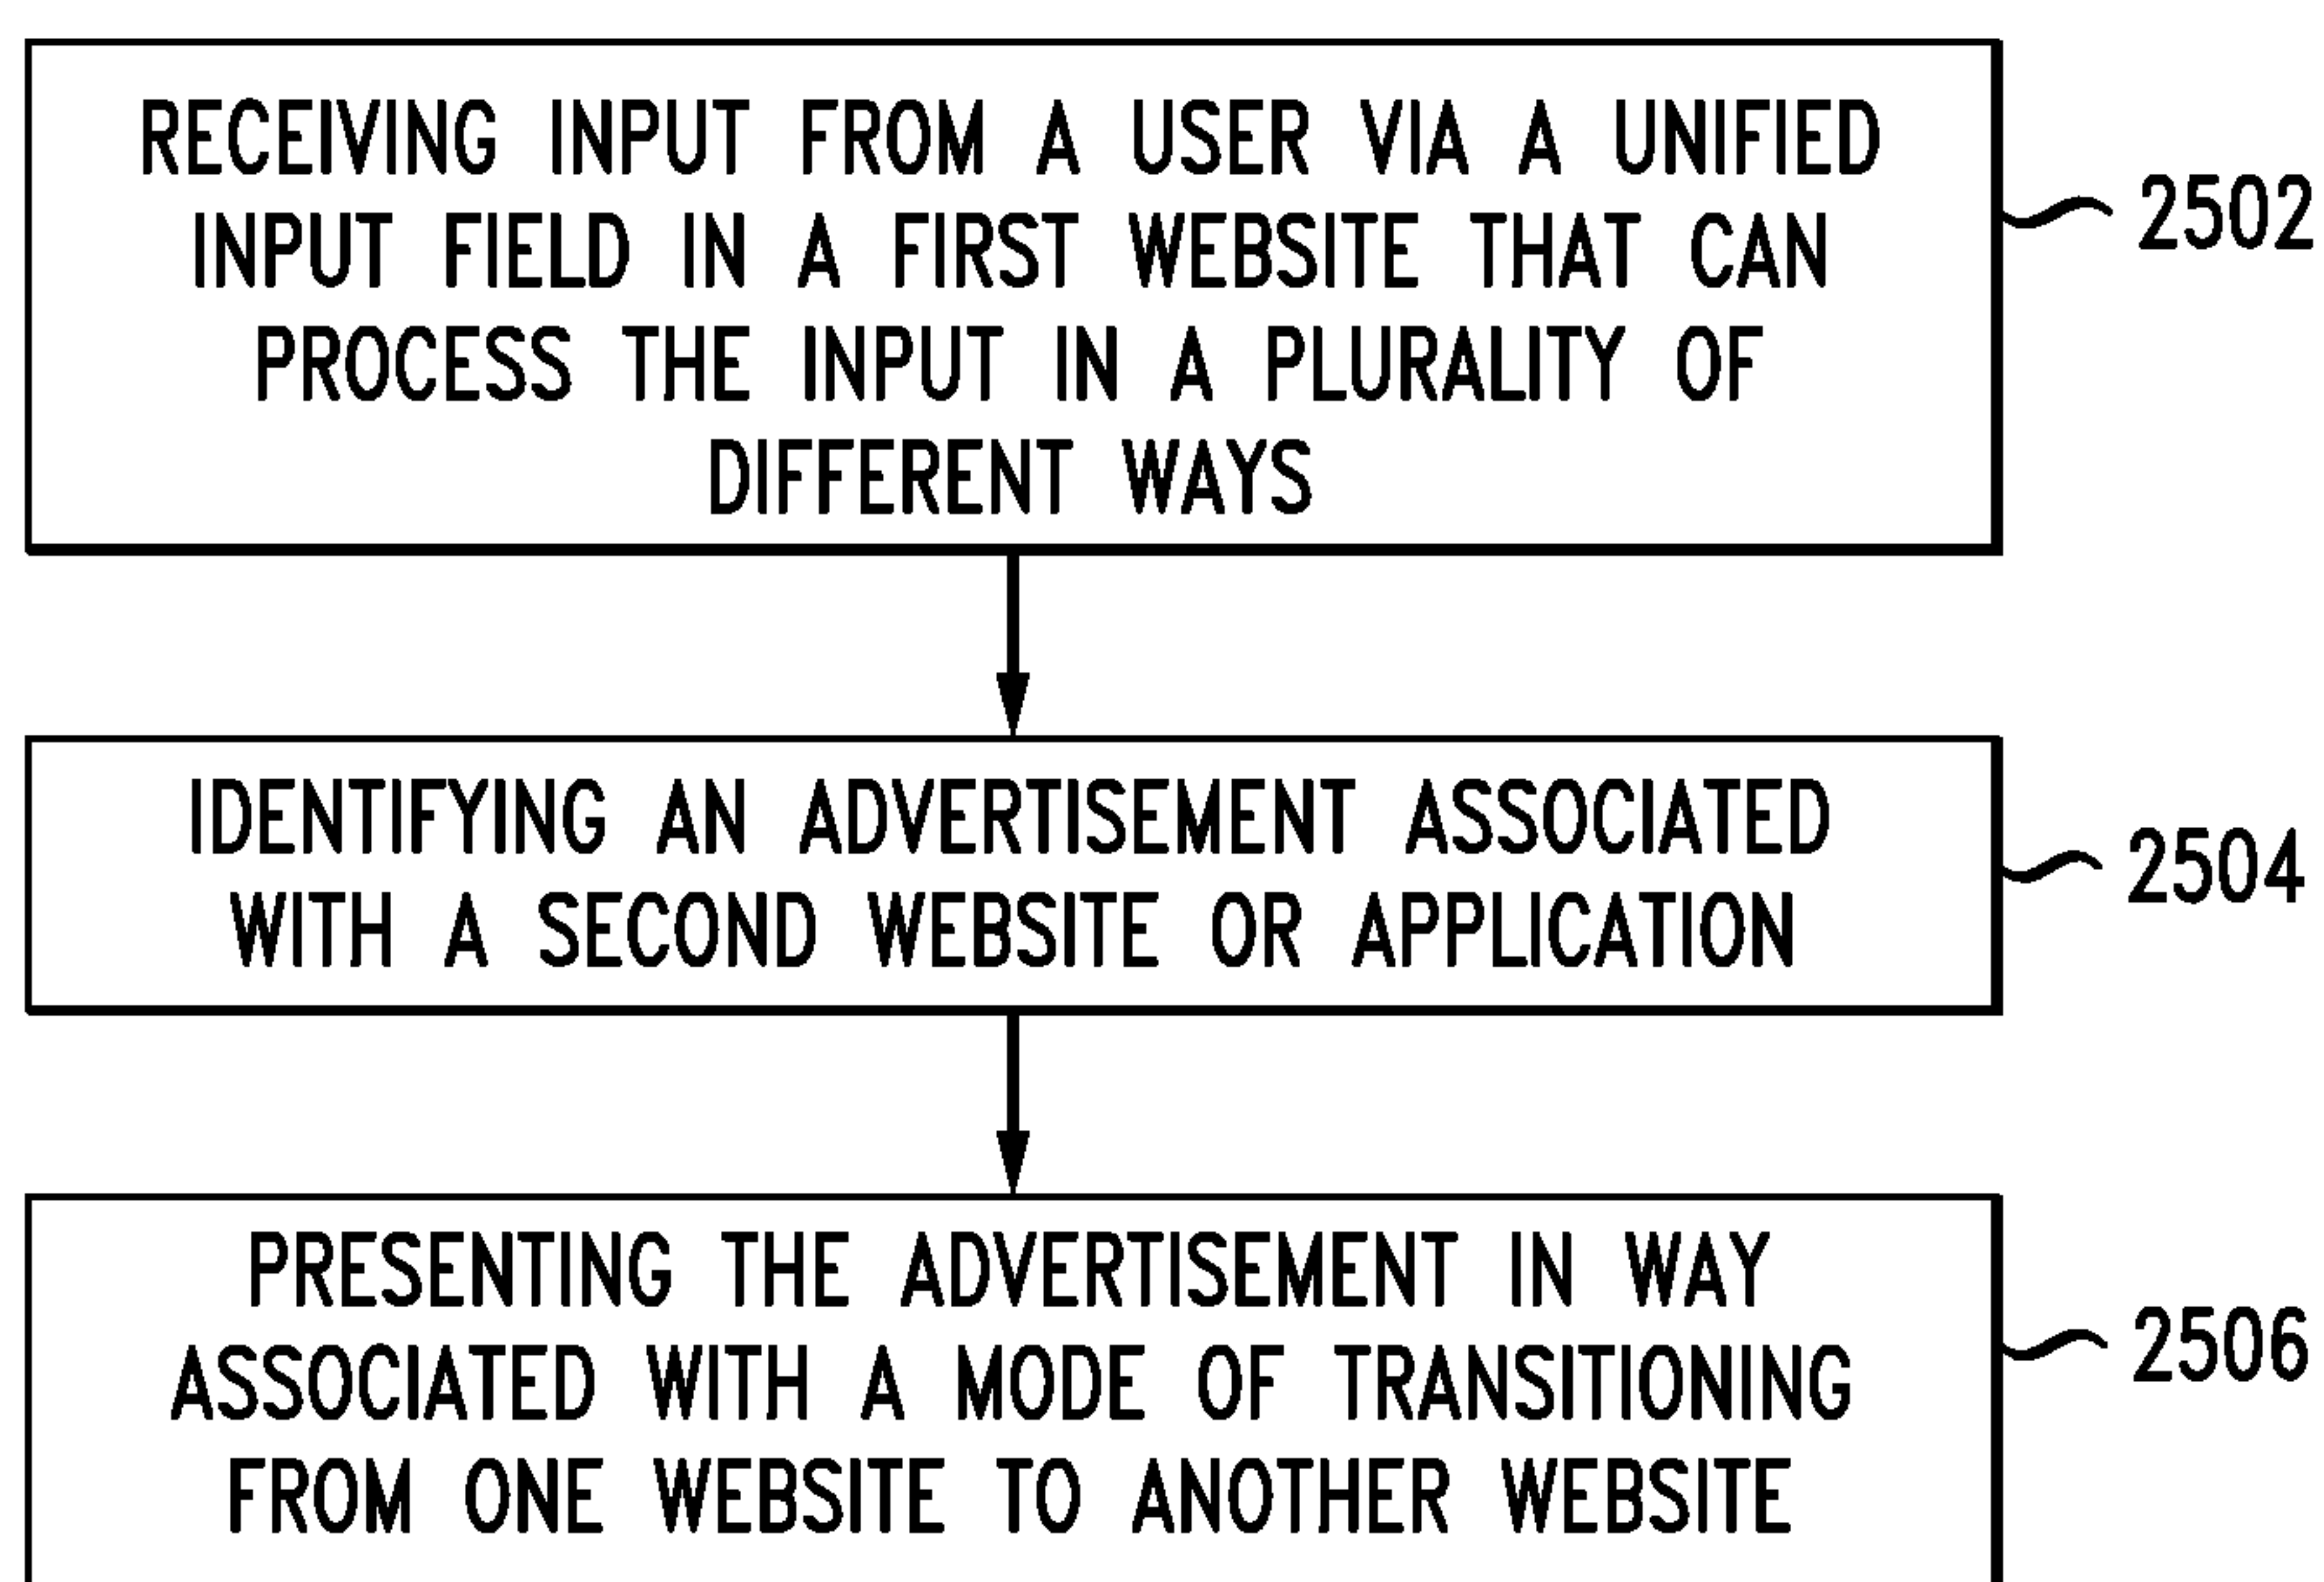 RECEIVING INPUT FROM A USER VIA A UNIFIED
INPUT FIELD IN A FIRST WEBSITE THAT CAN
PROCESS THE INPUT IN A PLURALITY OF
DIFFERENT WAYS
2502
IDENTIFYING AN ADVERTISEMENT ASSOCIATED
WITH A SECOND WEBSITE OR APPLICATION
2504
PRESENTING THE ADVERTISEMENT IN WAY
ASSOCIATED WITH A MODE OF TRANSITIONING
FROM ONE WEBSITE TO ANOTHER WEBSITE
2506